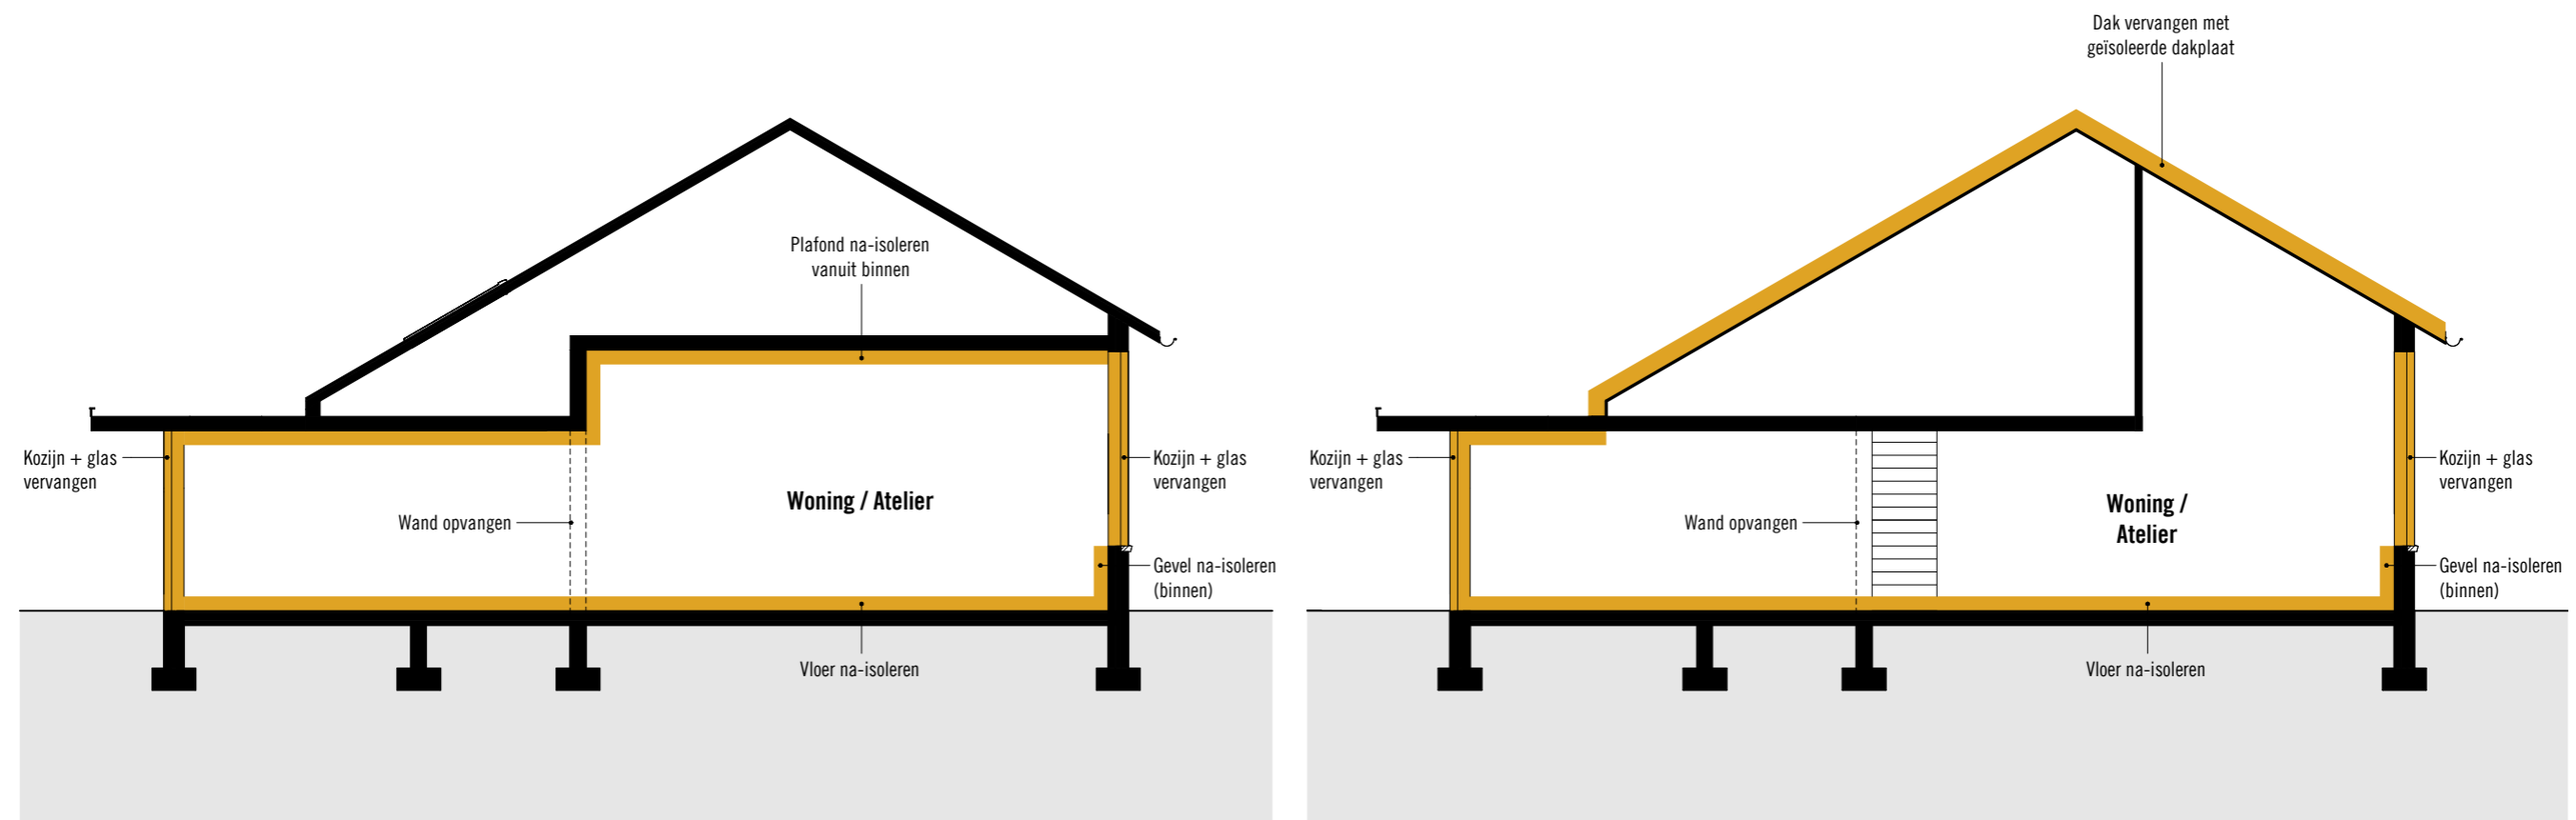 Plafond na-isoleren
vanuit binnen
Kozijn + glas
vervangen
Wand opvangen
Woning / Atelier
Kozijn + glas
vervangen
Gevel na-isoleren
(binnen)
Vloer na-isoleren
Dak vervangen met
geïsoleerde dakplaat
Kozijn + glas
vervangen
Wand opvangen
Woning /
Atelier
Kozijn + glas
vervangen
Gevel na-isoleren
(binnen)
Vloer na-isoleren